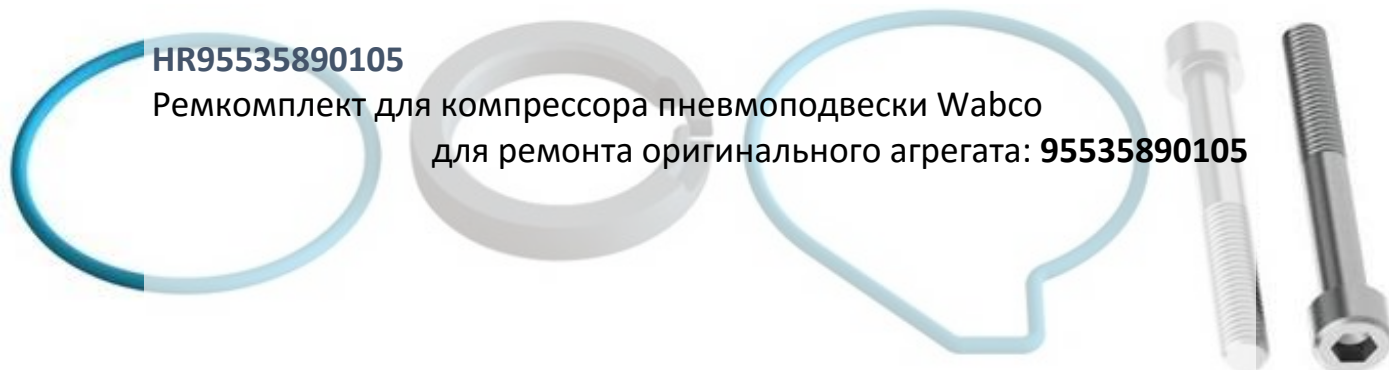 HR95535890105
Ремкомплект для компрессора пневмоподвески Wabco
для ремонта оригинального агрегата: 95535890105